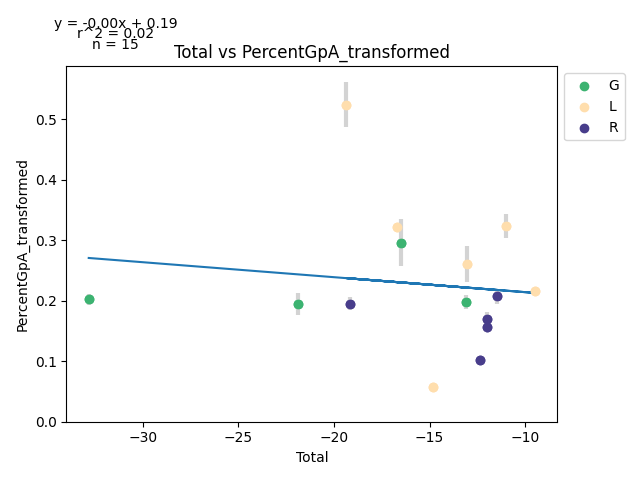 y = -0.00x + 0.19
r^2 = 0.02
n = 15
Total vs PercentGpA_transformed
G
L
R
PercentGpA_transformed
0.5
0.4
0.3
0.2
0.1
0.0
−30
−25
−20
−15
−10
Total